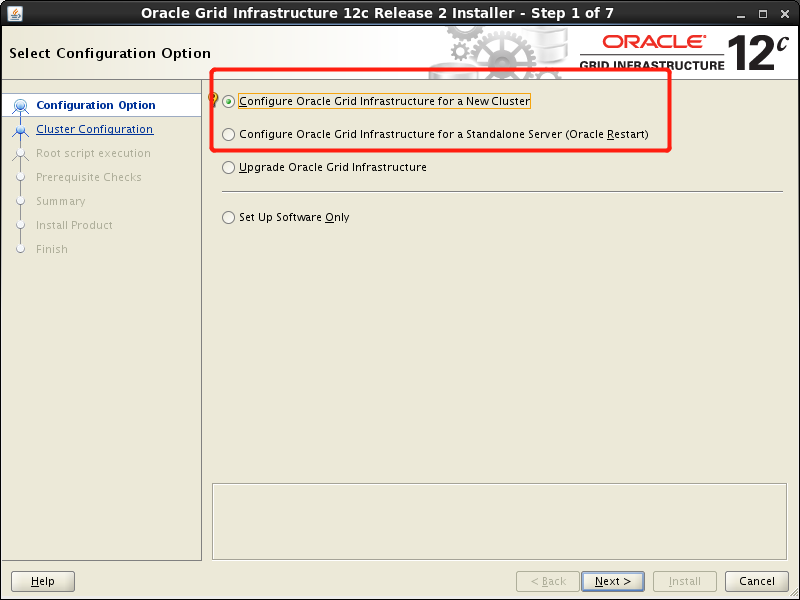 Oracle Grid Infrastructure 12c Release 2 Installer - Step 1 of 7
Select Configuration Option
ORACLE
GRID INFRASTRUCTURE 12c
Configuration Option
Cluster Configuration
Root script execution
Prerequisite Checks
Summary
Install Product
Finish
Configure Oracle Grid Infrastructure for a New Cluster
Configure Oracle Grid Infrastructure for a Standalone Server (Oracle Restart)
Upgrade Oracle Grid Infrastructure
Set Up Software Only
Help
< Back
Next >
Install
Cancel